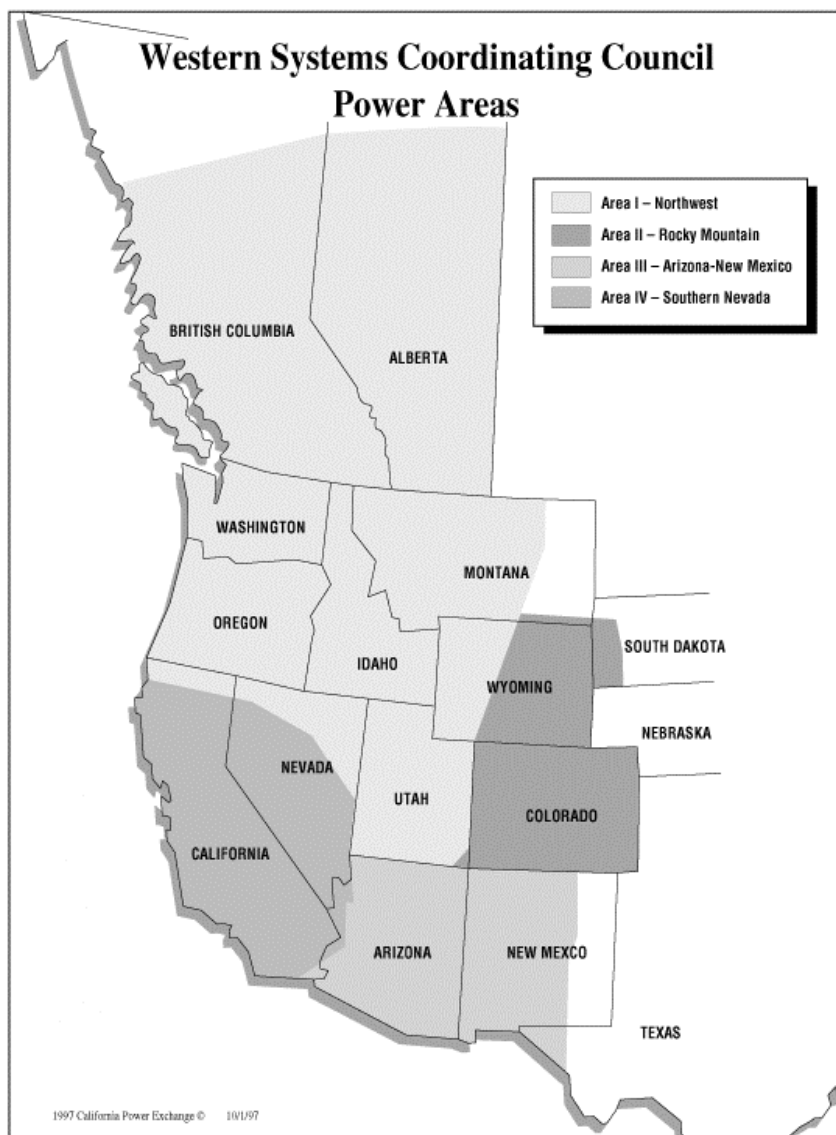 Western Systems Coordinating Council
Power Areas
Area I – Northwest
Area II – Rocky Mountain
Area III – Arizona-New Mexico
Area IV – Southern Nevada
BRITISH COLUMBIA
ALBERTA
WASHINGTON
MONTANA
OREGON
SOUTH DAKOTA
IDAHO
WYOMING
NEBRASKA
NEVADA
UTAH
COLORADO
CALIFORNIA
ARIZONA
NEW MEXCO
TEXAS
1997 California Power Exchange © 10/1/97